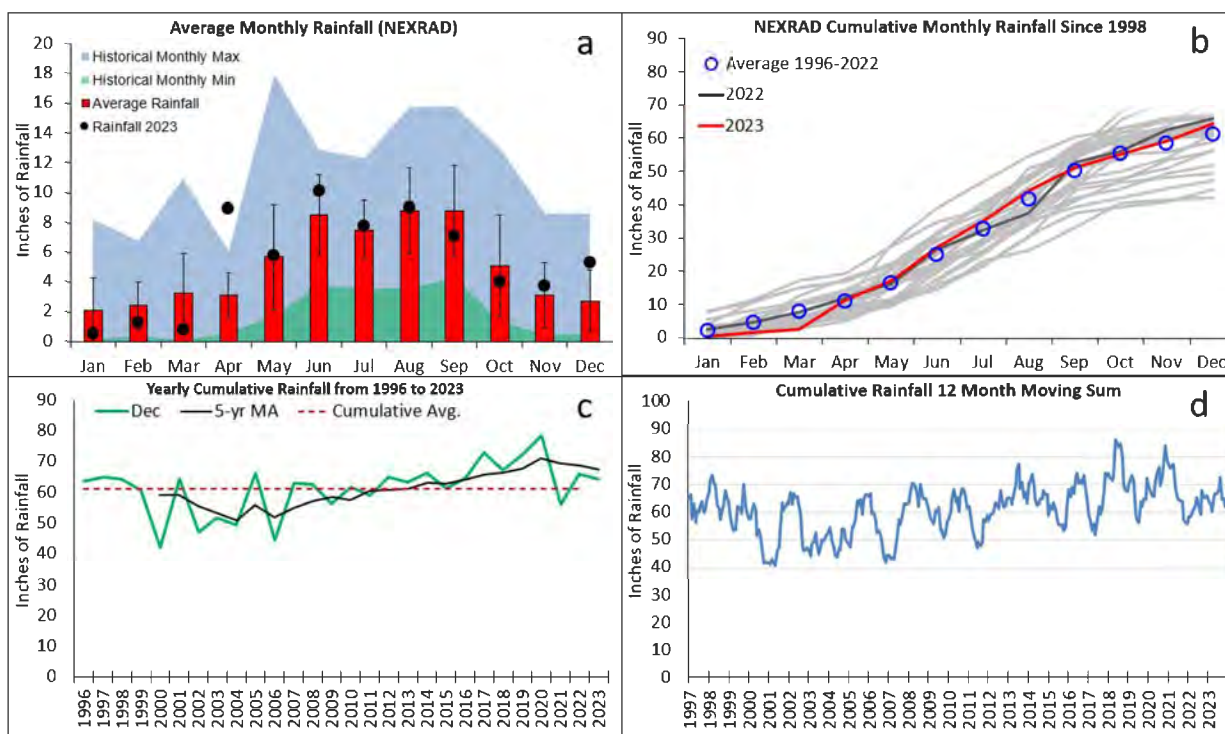 Average Monthly Rainfall (NEXRAD)
a
Inches of Rainfall
20
18
16
14
12
10
8
6
4
2
0
Historical Monthly Max
Historical Monthly Min
Average Rainfall
Rainfall 2023
Jan Feb Mar Apr May Jun Jul Aug Sep Oct Nov Dec
NEXRAD Cumulative Monthly Rainfall Since 1998
b
Inches of Rainfall
90
80
70
60
50
40
30
20
10
0
Average 1996-2022
2022
2023
Jan Feb Mar Apr May Jun Jul Aug Sep Oct Nov Dec
Yearly Cumulative Rainfall from 1996 to 2023
c
Dec 5-yr MA Cumulative Avg.
Inches of Rainfall
90
80
70
60
50
40
30
20
10
0
1996 1997 1998 1999 2000 2001 2002 2003 2004 2005 2006 2007 2008 2009 2010 2011 2012 2013 2014 2015 2016 2017 2018 2019 2020 2021 2022 2023
Cumulative Rainfall 12 Month Moving Sum
d
Inches of Rainfall
100
90
80
70
60
50
40
30
20
10
0
1997 1998 1999 2000 2001 2002 2003 2004 2005 2006 2007 2008 2009 2010 2011 2012 2013 2014 2015 2016 2017 2018 2019 2020 2021 2022 2023